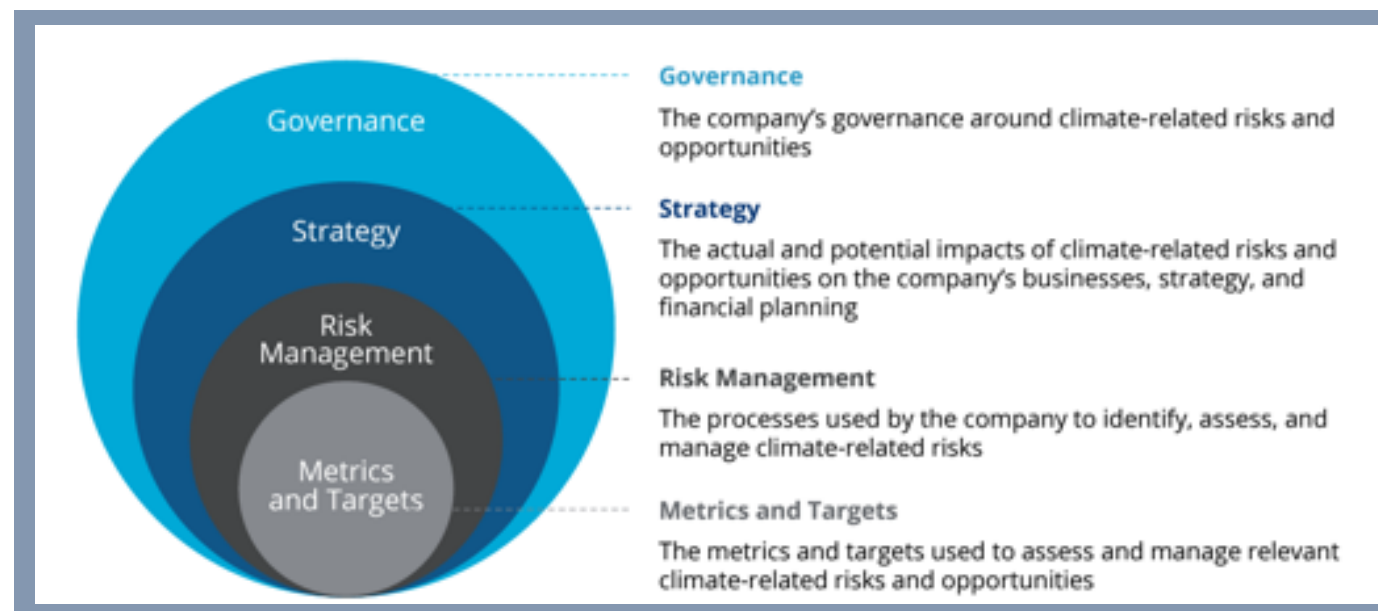 Governance
Strategy
Risk
Management
Metrics
and Targets
Governance
The company’s governance around climate-related risks and
opportunities
Strategy
The actual and potential impacts of climate-related risks and
opportunities on the company’s businesses, strategy, and
financial planning
Risk Management
The processes used by the company to identify, assess, and
manage climate-related risks
Metrics and Targets
The metrics and targets used to assess and manage relevant
climate-related risks and opportunities